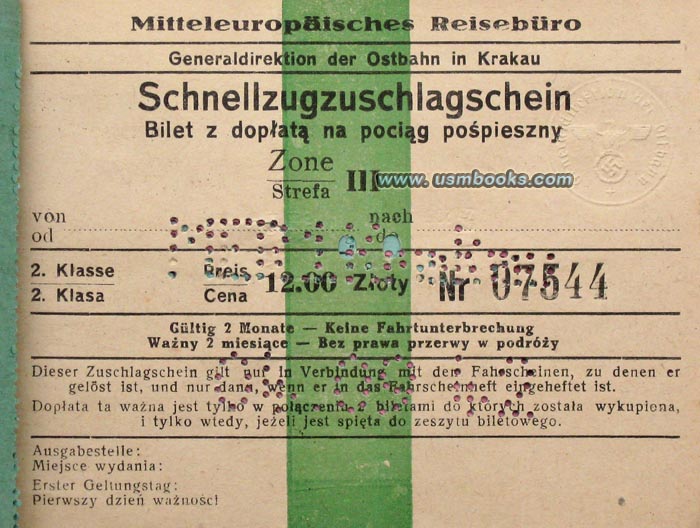 Mitteleuropäisches Reisebüro
Generaldirektion der Ostbahn in Krakau
Schnellzugzuschlagschein
Bilet z dopłatą na pociąg pośpieszny
Zone
Strefa III
www.usmbooks.com
von nach
od do
2. Klasse Preis
2. Klasa Cena 12.00 Złoty Nr 07544
Gültig 2 Monate — Keine Fahrtunterbrechung
Ważny 2 miesiące — Bez prawa przerwy w podróży
Dieser Zuschlagschein gilt nur in Verbindung mit den Fahrscheinen, zu denen er
gelöst ist, und nur dann, wenn er in das Fahrscheinheft eingeheftet ist.
Dopłata ta ważna jest tylko w połączeniu z biletami do których została wykupiona,
i tylko wtedy, jeżeli jest spięta do zeszytu biletowego.
Ausgabestelle:
Miejsce wydania:
Erster Geltungstag:
Pierwszy dzień ważności